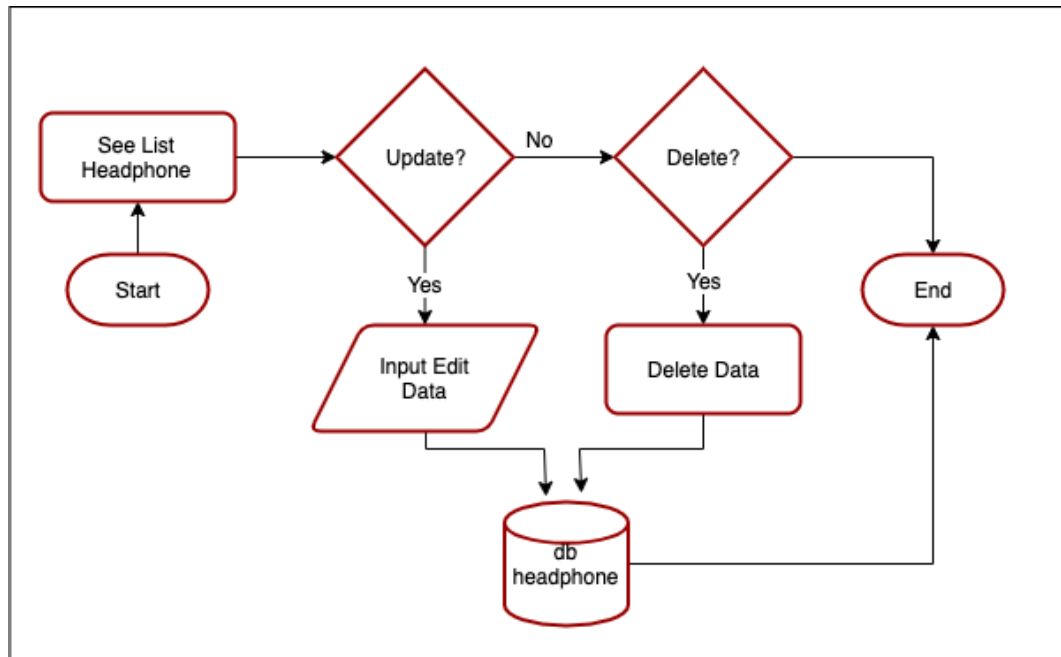 See List
Headphone
Update?
No
Delete?
Start
Yes
Yes
End
Input Edit
Data
Delete Data
db
headphone